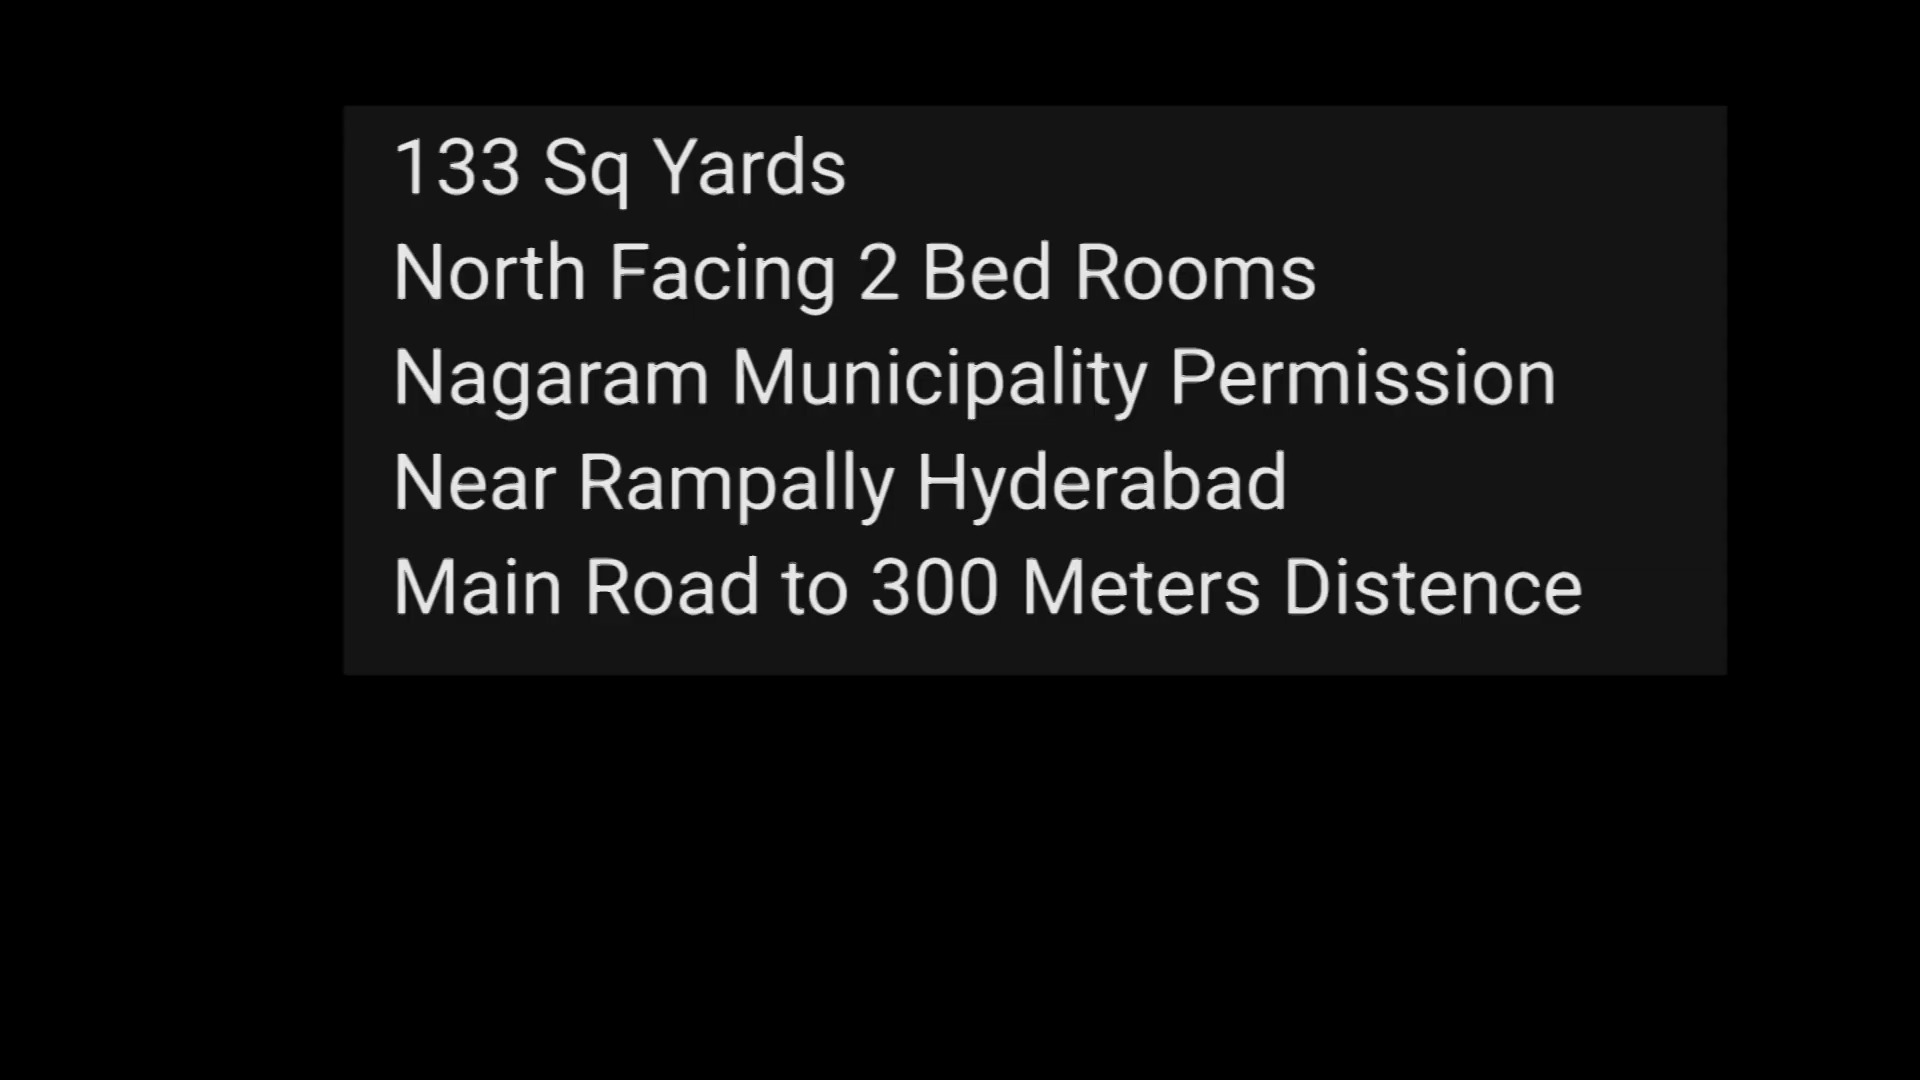 133 Sq Yards
North Facing 2 Bed Rooms
Nagaram Municipality Permission
Near Rampally Hyderabad
Main Road to 300 Meters Distence